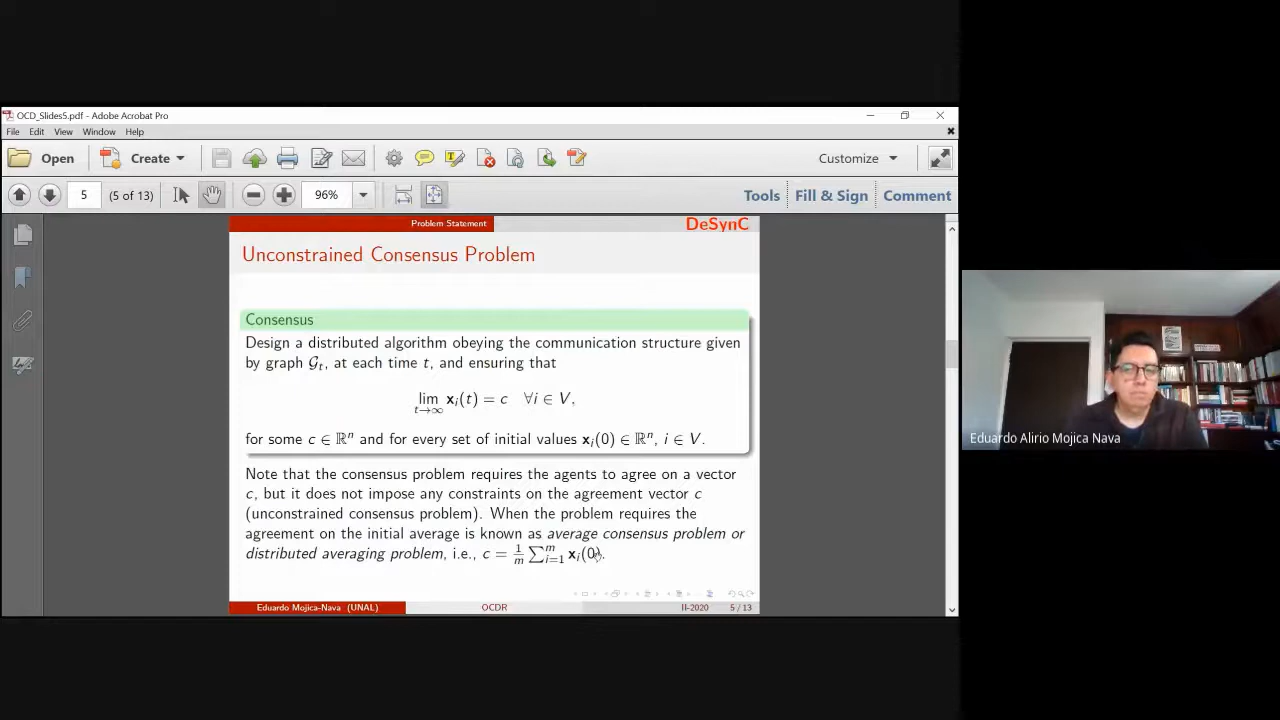 OCD_Slides5.pdf - Adobe Acrobat Pro
File Edit View Window Help
Open Create Customize
5 (5 of 13) 96% Tools Fill & Sign Comment
Problem Statement DeSynC
Unconstrained Consensus Problem
Consensus
Design a distributed algorithm obeying the communication structure given
by graph 𝒢ₜ, at each time t, and ensuring that
lim t→∞ xᵢ(t) = c ∀i ∈ V,
for some c ∈ ℝⁿ and for every set of initial values xᵢ(0) ∈ ℝⁿ, i ∈ V.
Note that the consensus problem requires the agents to agree on a vector
c, but it does not impose any constraints on the agreement vector c
(unconstrained consensus problem). When the problem requires the
agreement on the initial average is known as average consensus problem or
distributed averaging problem, i.e., c = 1/m ∑ᵢ₌₁ᵐ xᵢ(0).
Eduardo Mojica-Nava (UNAL) OCDR II-2020 5 / 13
Eduardo Alirio Mojica Nava